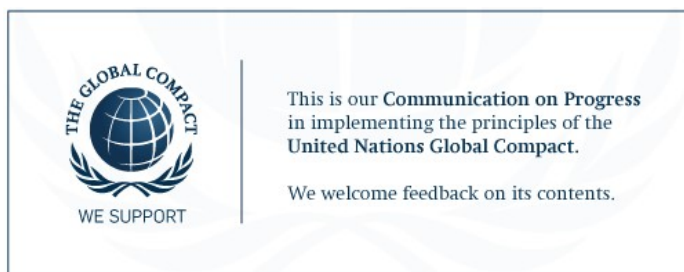 THE GLOBAL COMPACT
WE SUPPORT
This is our Communication on Progress
in implementing the principles of the
United Nations Global Compact.
We welcome feedback on its contents.